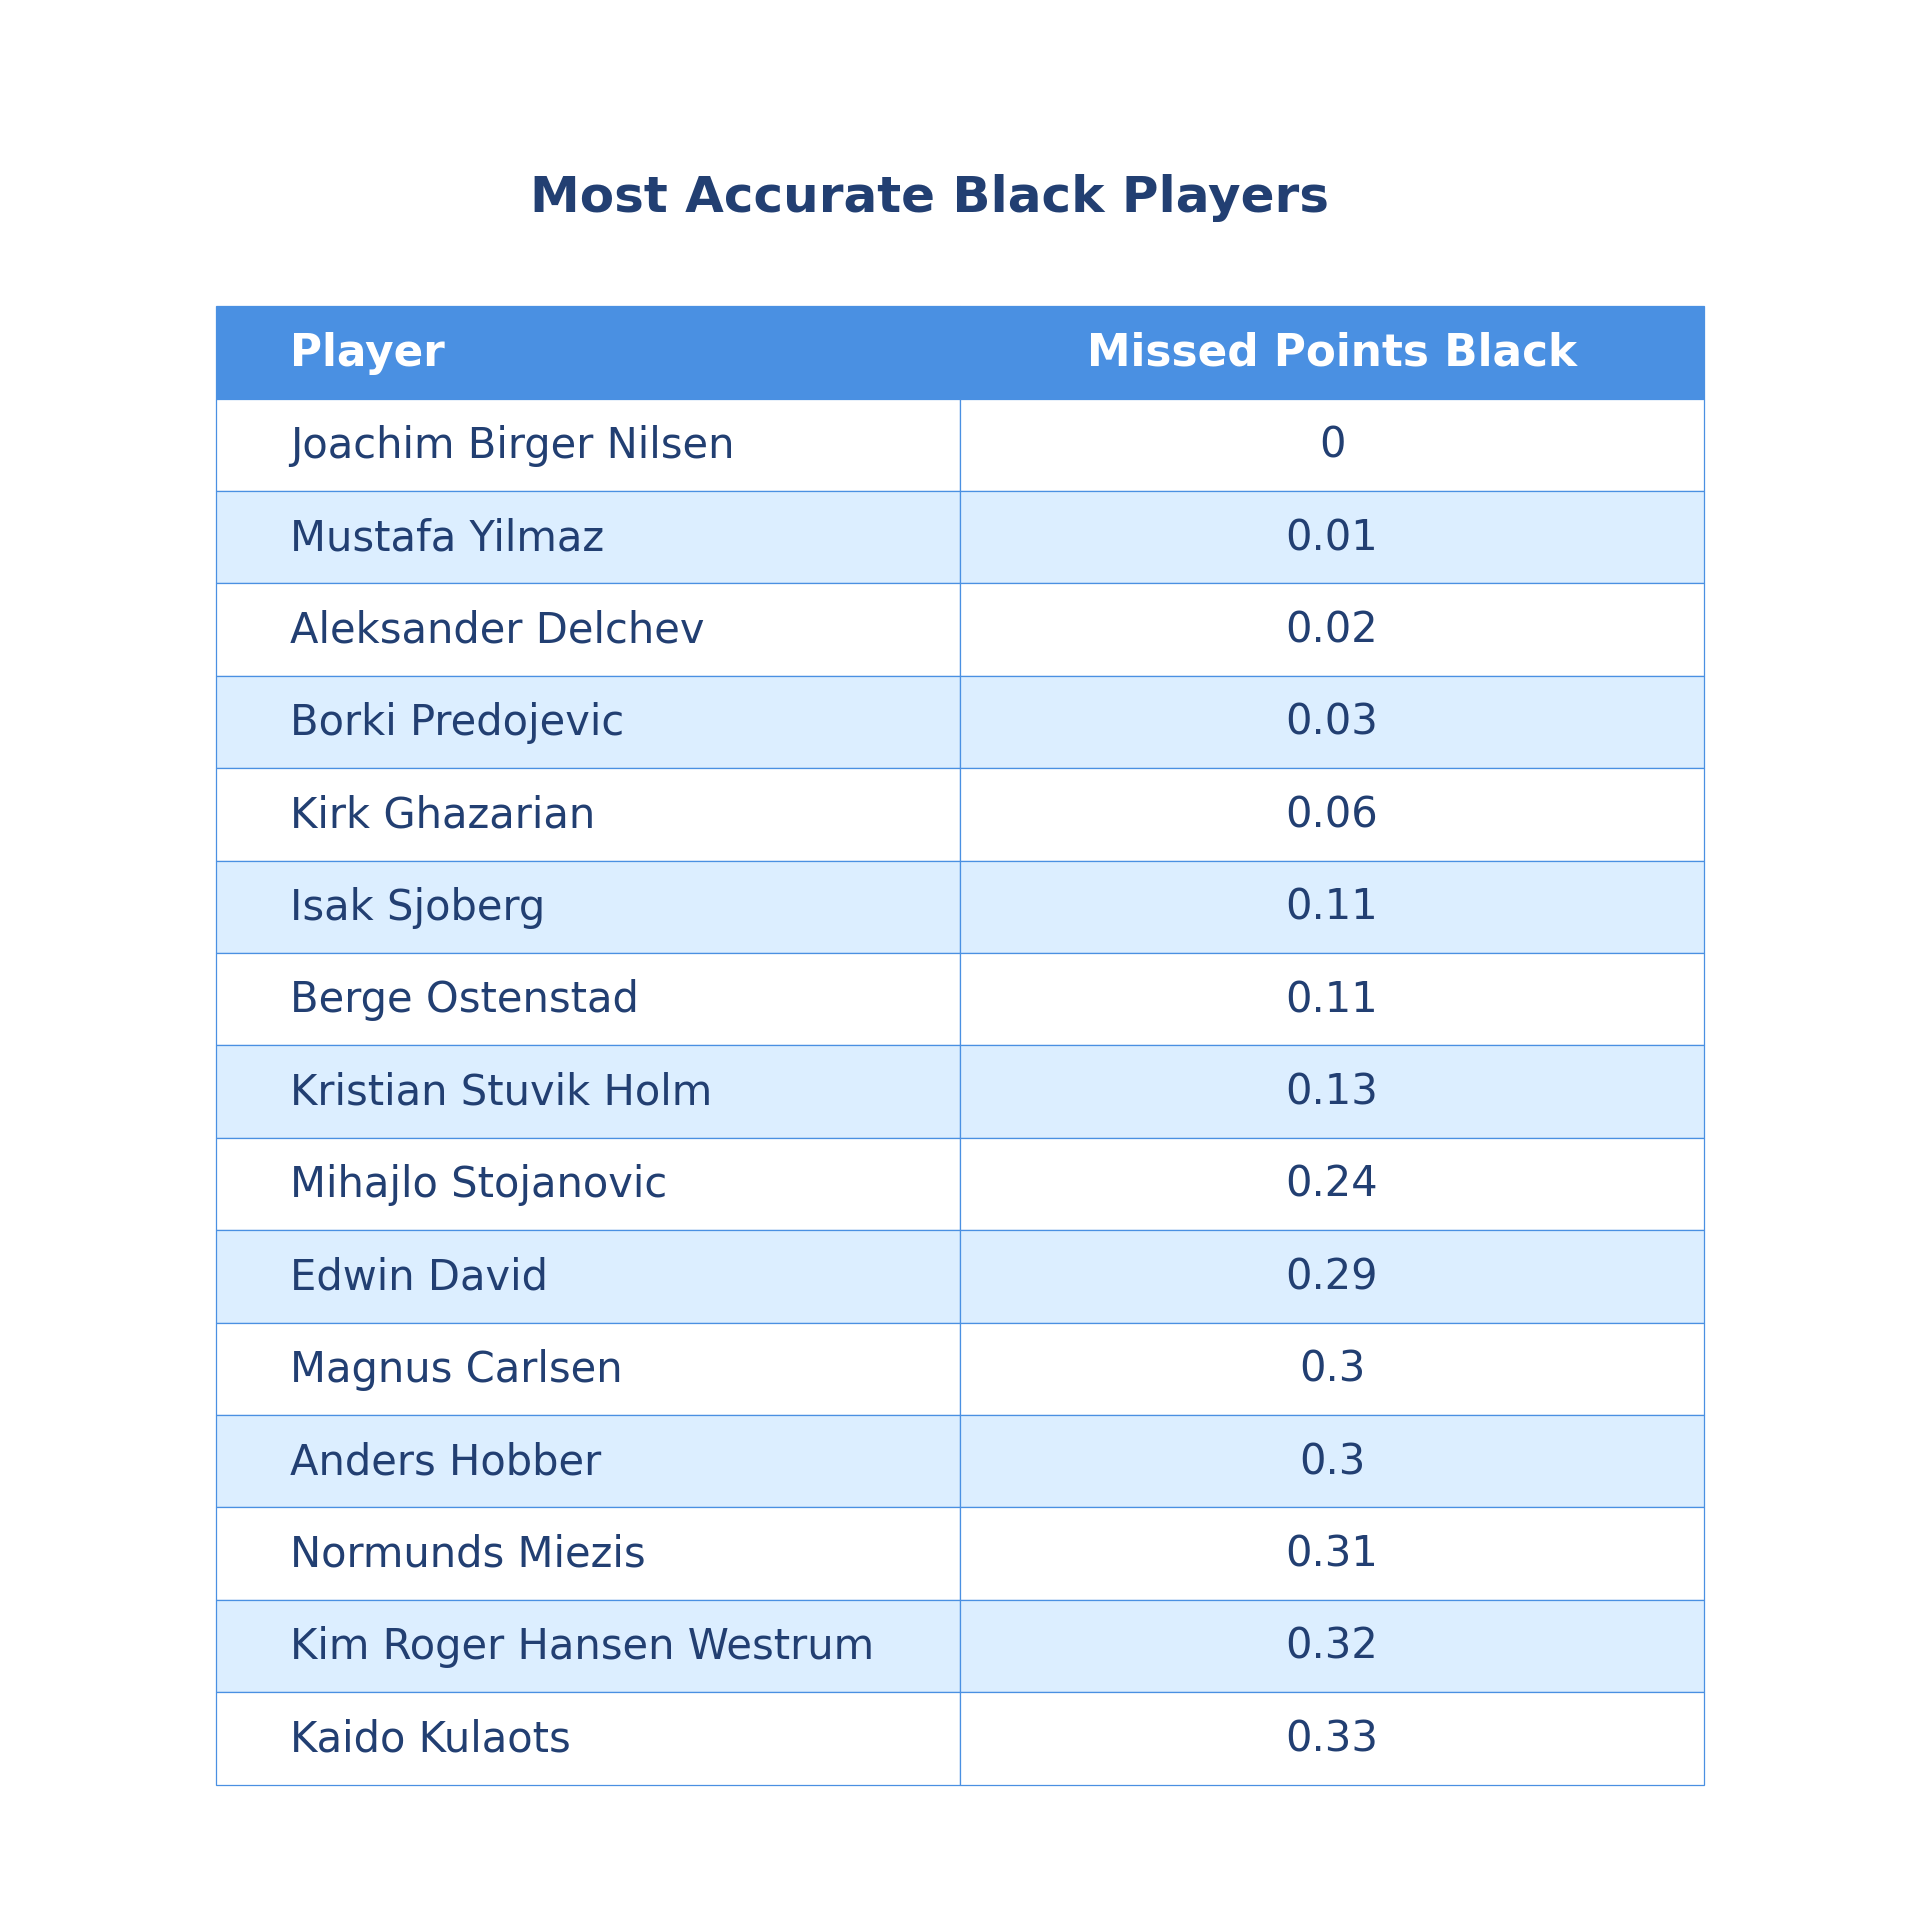 Most Accurate Black Players
Player Missed Points Black
Joachim Birger Nilsen 0
Mustafa Yilmaz 0.01
Aleksander Delchev 0.02
Borki Predojevic 0.03
Kirk Ghazarian 0.06
Isak Sjoberg 0.11
Berge Ostenstad 0.11
Kristian Stuvik Holm 0.13
Mihajlo Stojanovic 0.24
Edwin David 0.29
Magnus Carlsen 0.3
Anders Hobber 0.3
Normunds Miezis 0.31
Kim Roger Hansen Westrum 0.32
Kaido Kulaots 0.33